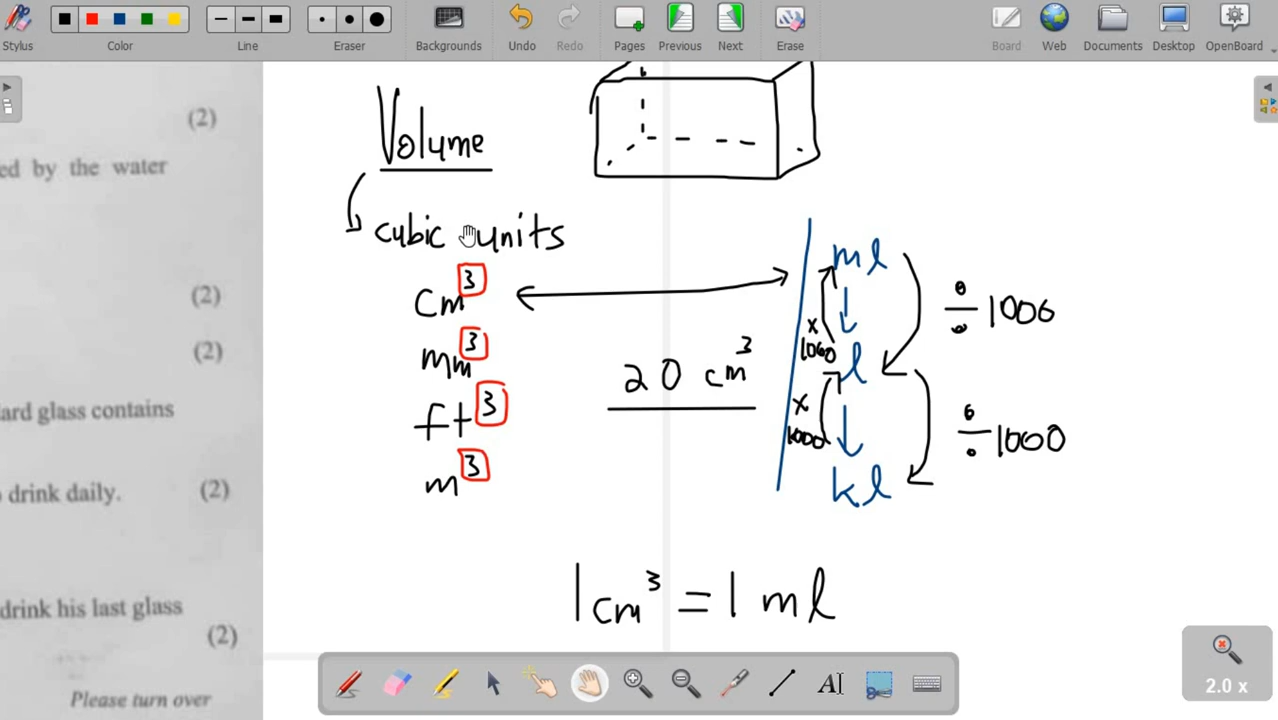 Stylus Color Line Eraser Backgrounds Undo Redo Pages Previous Next Erase Board Web Documents Desktop OpenBoard
(2)
ed by the water
(2)
(2)
ard glass contains
drink daily. (2)
drink his last glass
(2)
Please turn over
Volume
cubic units
cm³
mm³
ft³
m³
20 cm³
ml
÷ 1000
x
1000
l
x
1000
÷ 1000
kl
1 cm³ = 1 ml
2.0 x